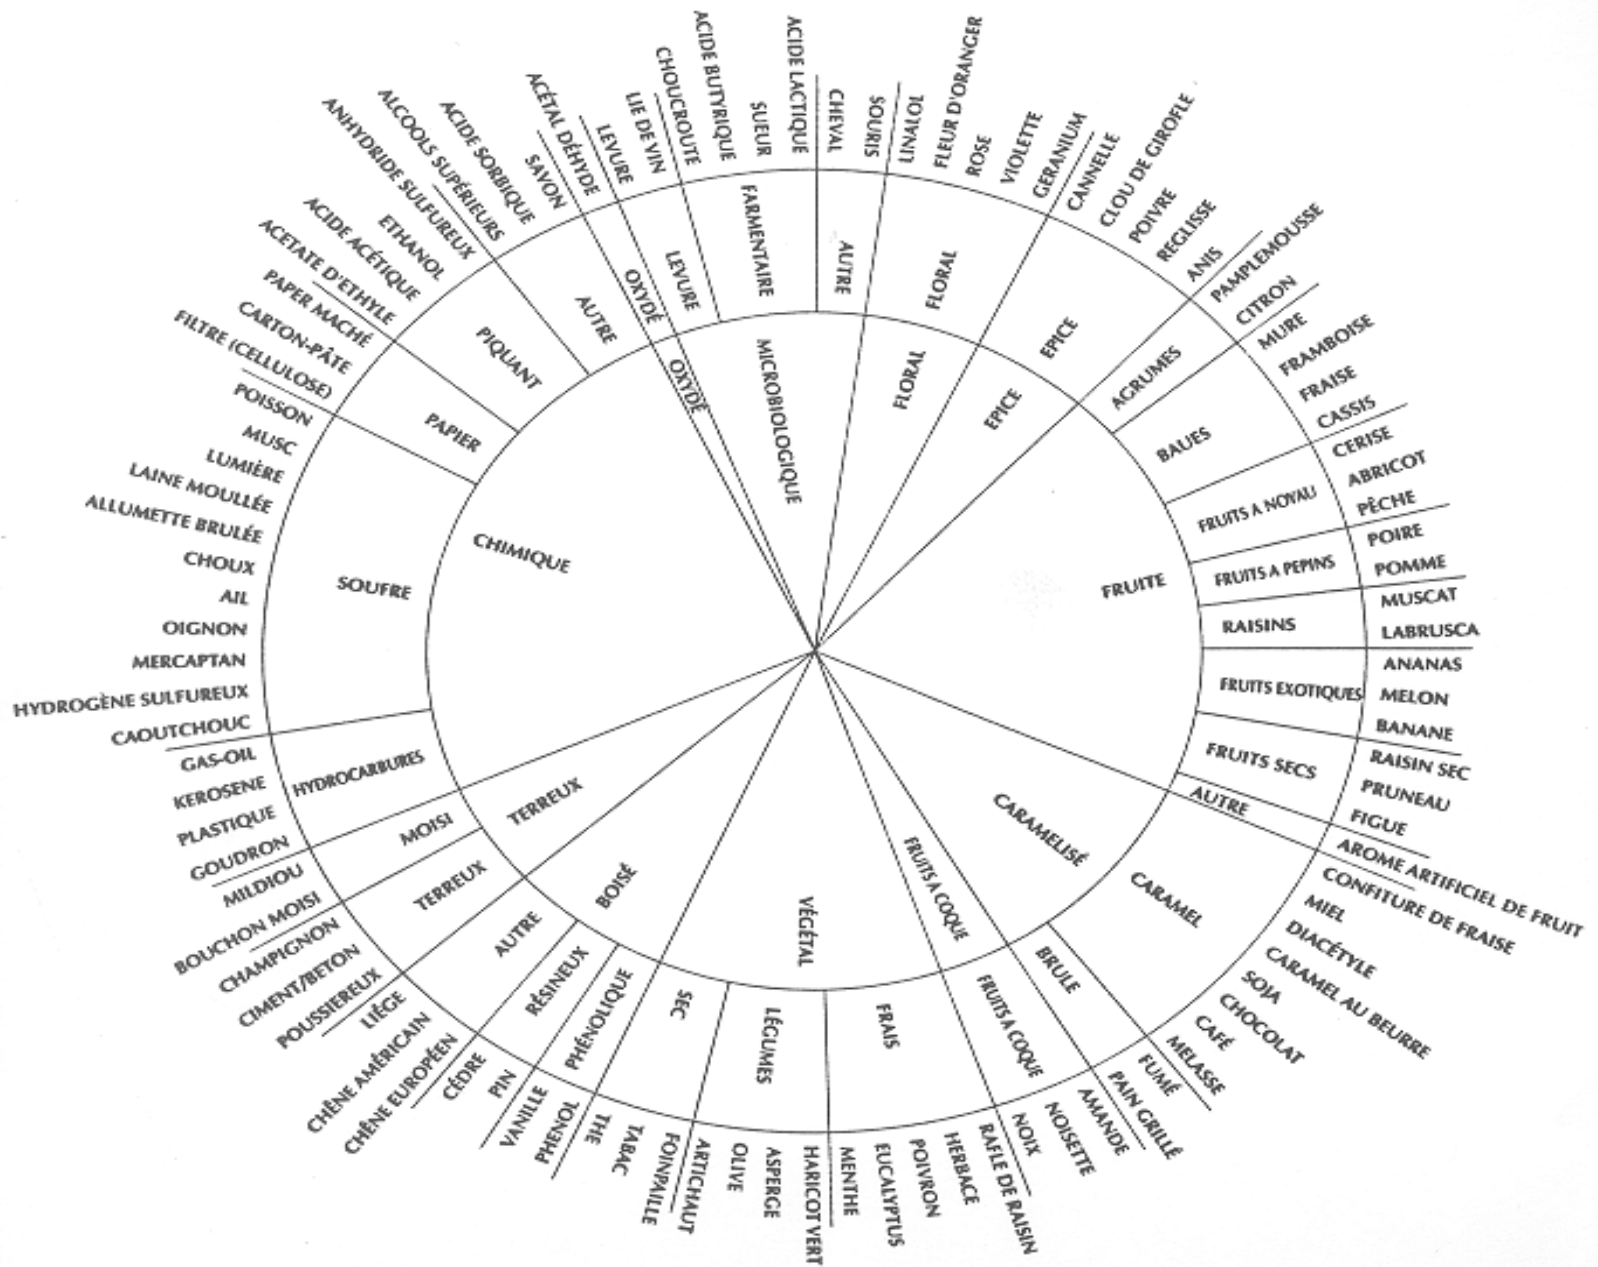 MICROBIOLOGIQUE
FLORAL
EPICE
FRUITE
CARAMELISÉ
FRUITS A COQUE
VÉGÉTAL
BOISÉ
TERREUX
CHIMIQUE
OXYDÉ
LEVURE
FARMENTAIRE
AUTRE
FLORAL
EPICE
AGRUMES
BAUES
FRUITS A NOYAU
FRUITS A PEPINS
RAISINS
FRUITS EXOTIQUES
FRUITS SECS
AUTRE
CARAMEL
BRULE
FRUITS A COQUE
FRAIS
LÉGUMES
SEC
PHÉNOLIQUE
RÉSINEUX
AUTRE
TERREUX
MOISI
HYDROCARBURES
SOUFRE
PAPIER
PIQUANT
AUTRE
OXYDÉ
LEVURE
LIE DE VIN
CHOUCROUTE
ACIDE BUTYRIQUE
SUEUR
ACIDE LACTIQUE
CHEVAL
SOURIS
LINALOL
FLEUR D'ORANGER
ROSE
VIOLETTE
GERANIUM
CANNELLE
CLOU DE GIROFLE
POIVRE
REGLISSE
ANIS
PAMPLEMOUSSE
CITRON
MURE
FRAMBOISE
FRAISE
CASSIS
CERISE
ABRICOT
PÊCHE
POIRE
POMME
MUSCAT
LABRUSCA
ANANAS
MELON
BANANE
RAISIN SEC
PRUNEAU
FIGUE
AROME ARTIFICIEL DE FRUIT
CONFITURE DE FRAISE
MIEL
DIACÉTYLE
CARAMEL AU BEURRE
SOJA
CHOCOLAT
CAFÉ
MELASSE
FUMÉ
PAIN GRILLÉ
AMANDE
NOISETTE
NOIX
RAFLE DE RAISIN
HERBACE
POIVRON
EUCALYPTUS
MENTHE
HARICOT VERT
ASPERGE
OLIVE
ARTICHAUT
FOINPAILLE
TABAC
THE
PHENOL
VANILLE
PIN
CÉDRE
CHÊNE EUROPÉEN
CHÊNE AMÉRICAIN
LIÉGE
POUSSIEREUX
CIMENT/BETON
CHAMPIGNON
BOUCHON MOISI
MILDIOU
GOUDRON
PLASTIQUE
KEROSENE
GAS-OIL
CAOUTCHOUC
HYDROGÈNE SULFUREUX
MERCAPTAN
OIGNON
AIL
CHOUX
ALLUMETTE BRULÉE
LAINE MOULLÉE
LUMIÈRE
MUSC
POISSON
FILTRE (CELLULOSE)
CARTON-PÂTE
PAPER MACHÉ
ACETATE D'ETHYLE
ACIDE ACÉTIQUE
ETHANOL
ANHYDRIDE SULFUREUX
ALCOOLS SUPÉRIEURS
ACIDE SORBIQUE
SAVON
ACÉTAL DÉHYDE